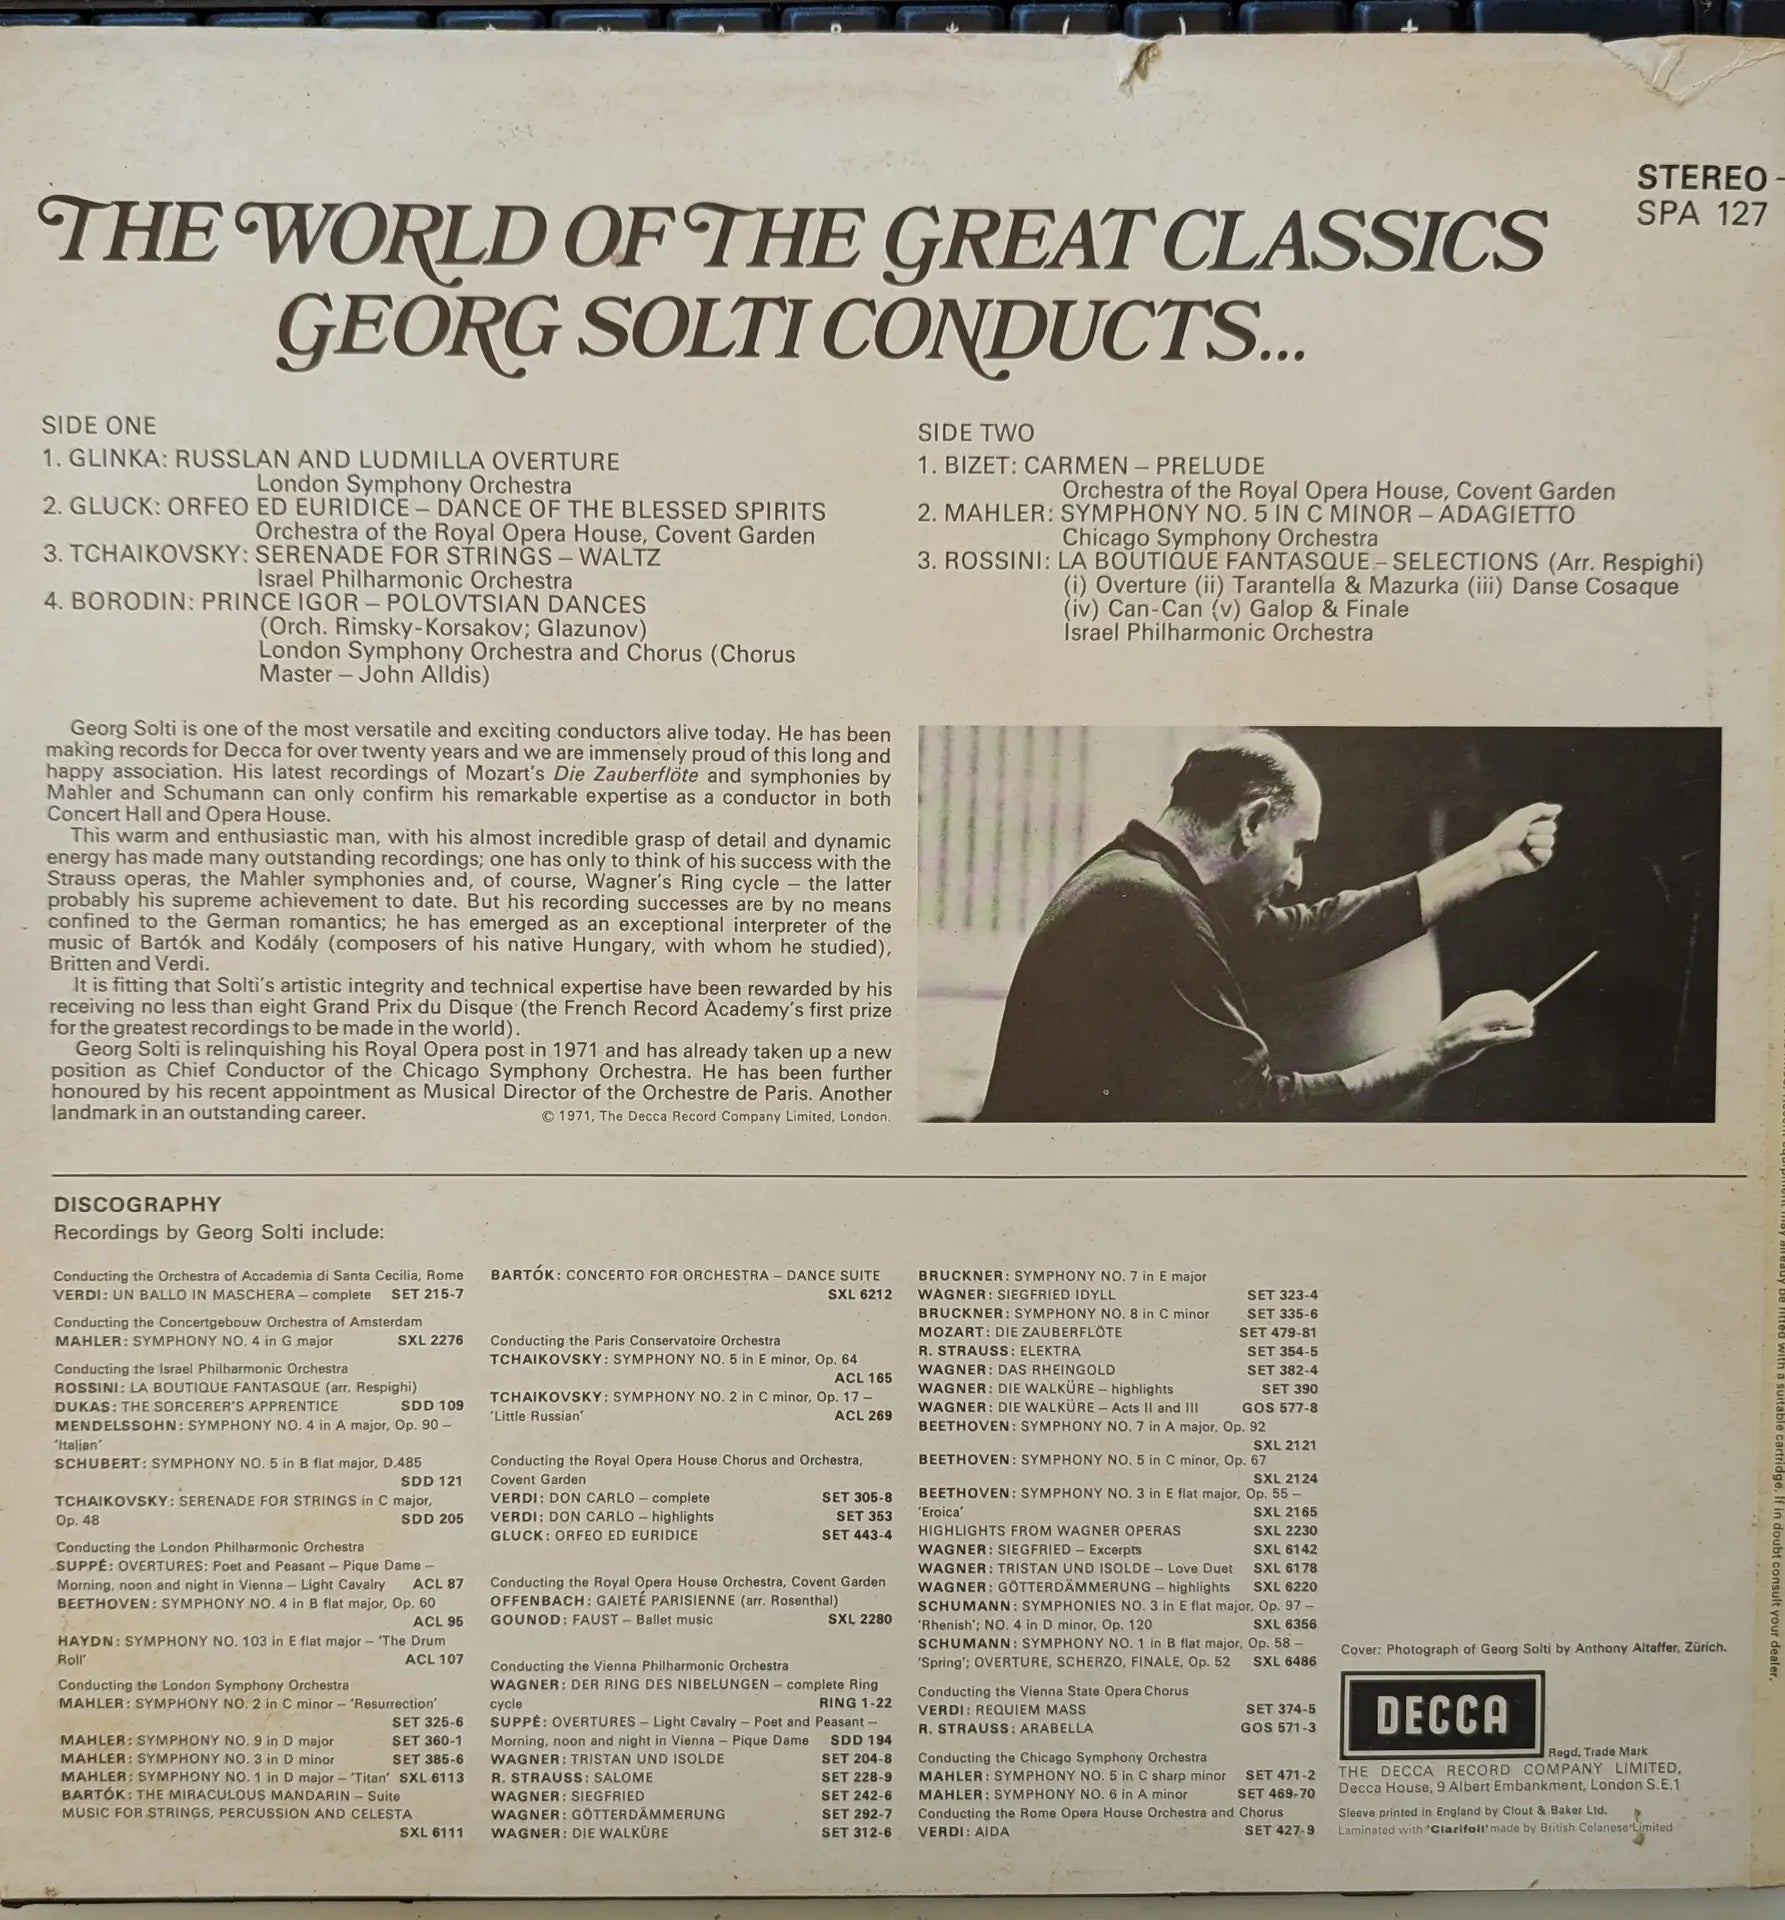 STEREO
SPA 127
THE WORLD OF THE GREAT CLASSICS
GEORG SOLTI CONDUCTS...
SIDE ONE
1. GLINKA: RUSSLAN AND LUDMILLA OVERTURE
London Symphony Orchestra
2. GLUCK: ORFEO ED EURIDICE – DANCE OF THE BLESSED SPIRITS
Orchestra of the Royal Opera House, Covent Garden
3. TCHAIKOVSKY: SERENADE FOR STRINGS – WALTZ
Israel Philharmonic Orchestra
4. BORODIN: PRINCE IGOR – POLOVTSIAN DANCES
(Orch. Rimsky-Korsakov; Glazunov)
London Symphony Orchestra and Chorus (Chorus
Master – John Alldis)
SIDE TWO
1. BIZET: CARMEN – PRELUDE
Orchestra of the Royal Opera House, Covent Garden
2. MAHLER: SYMPHONY NO. 5 IN C MINOR – ADAGIETTO
Chicago Symphony Orchestra
3. ROSSINI: LA BOUTIQUE FANTASQUE – SELECTIONS (Arr. Respighi)
(i) Overture (ii) Tarantella & Mazurka (iii) Danse Cosaque
(iv) Can-Can (v) Galop & Finale
Israel Philharmonic Orchestra
Georg Solti is one of the most versatile and exciting conductors alive today. He has been
making records for Decca for over twenty years and we are immensely proud of this long and
happy association. His latest recordings of Mozart's Die Zauberflöte and symphonies by
Mahler and Schumann can only confirm his remarkable expertise as a conductor in both
Concert Hall and Opera House.
This warm and enthusiastic man, with his almost incredible grasp of detail and dynamic
energy has made many outstanding recordings; one has only to think of his success with the
Strauss operas, the Mahler symphonies and, of course, Wagner's Ring cycle – the latter
probably his supreme achievement to date. But his recording successes are by no means
confined to the German romantics; he has emerged as an exceptional interpreter of the
music of Bartók and Kodály (composers of his native Hungary, with whom he studied),
Britten and Verdi.
It is fitting that Solti's artistic integrity and technical expertise have been rewarded by his
receiving no less than eight Grand Prix du Disque (the French Record Academy's first prize
for the greatest recordings to be made in the world).
Georg Solti is relinquishing his Royal Opera post in 1971 and has already taken up a new
position as Chief Conductor of the Chicago Symphony Orchestra. He has been further
honoured by his recent appointment as Musical Director of the Orchestre de Paris. Another
landmark in an outstanding career.
© 1971, The Decca Record Company Limited, London.
DISCOGRAPHY
Recordings by Georg Solti include:
Conducting the Orchestra of Accademia di Santa Cecilia, Rome
VERDI: UN BALLO IN MASCHERA – complete SET 215-7
Conducting the Concertgebouw Orchestra of Amsterdam
MAHLER: SYMPHONY NO. 4 in G major SXL 2276
Conducting the Israel Philharmonic Orchestra
ROSSINI: LA BOUTIQUE FANTASQUE (arr. Respighi)
DUKAS: THE SORCERER'S APPRENTICE SDD 109
MENDELSSOHN: SYMPHONY NO. 4 in A major, Op. 90 –
'Italian'
SCHUBERT: SYMPHONY NO. 5 in B flat major, D.485
SDD 121
TCHAIKOVSKY: SERENADE FOR STRINGS in C major,
Op. 48 SDD 205
Conducting the London Philharmonic Orchestra
SUPPÉ: OVERTURES: Poet and Peasant – Pique Dame –
Morning, noon and night in Vienna – Light Cavalry ACL 87
BEETHOVEN: SYMPHONY NO. 4 in B flat major, Op. 60
ACL 95
HAYDN: SYMPHONY NO. 103 in E flat major – 'The Drum
Roll' ACL 107
Conducting the London Symphony Orchestra
MAHLER: SYMPHONY NO. 2 in C minor – 'Resurrection'
SET 325-6
MAHLER: SYMPHONY NO. 9 in D major SET 360-1
MAHLER: SYMPHONY NO. 3 in D minor SET 385-6
MAHLER: SYMPHONY NO. 1 in D major – 'Titan' SXL 6113
BARTÓK: THE MIRACULOUS MANDARIN – Suite
MUSIC FOR STRINGS, PERCUSSION AND CELESTA
SXL 6111
BARTÓK: CONCERTO FOR ORCHESTRA – DANCE SUITE
SXL 6212
Conducting the Paris Conservatoire Orchestra
TCHAIKOVSKY: SYMPHONY NO. 5 in E minor, Op. 64
ACL 165
TCHAIKOVSKY: SYMPHONY NO. 2 in C minor, Op. 17 –
'Little Russian' ACL 269
Conducting the Royal Opera House Chorus and Orchestra,
Covent Garden
VERDI: DON CARLO – complete SET 305-8
VERDI: DON CARLO – highlights SET 353
GLUCK: ORFEO ED EURIDICE SET 443-4
Conducting the Royal Opera House Orchestra, Covent Garden
OFFENBACH: GAIETÉ PARISIENNE (arr. Rosenthal)
GOUNOD: FAUST – Ballet music SXL 2280
Conducting the Vienna Philharmonic Orchestra
WAGNER: DER RING DES NIBELUNGEN – complete Ring
cycle RING 1-22
SUPPÉ: OVERTURES – Light Cavalry – Poet and Peasant –
Morning, noon and night in Vienna – Pique Dame SDD 194
WAGNER: TRISTAN UND ISOLDE SET 204-8
R. STRAUSS: SALOME SET 228-9
WAGNER: SIEGFRIED SET 242-6
WAGNER: GÖTTERDÄMMERUNG SET 292-7
WAGNER: DIE WALKÜRE SET 312-6
BRUCKNER: SYMPHONY NO. 7 in E major
WAGNER: SIEGFRIED IDYLL SET 323-4
BRUCKNER: SYMPHONY NO. 8 in C minor SET 335-6
MOZART: DIE ZAUBERFLÖTE SET 479-81
R. STRAUSS: ELEKTRA SET 354-5
WAGNER: DAS RHEINGOLD SET 382-4
WAGNER: DIE WALKÜRE – highlights SET 390
WAGNER: DIE WALKÜRE – Acts II and III GOS 577-8
BEETHOVEN: SYMPHONY NO. 7 in A major, Op. 92
SXL 2121
BEETHOVEN: SYMPHONY NO. 5 in C minor, Op. 67
SXL 2124
BEETHOVEN: SYMPHONY NO. 3 in E flat major, Op. 55 –
'Eroica' SXL 2165
HIGHLIGHTS FROM WAGNER OPERAS SXL 2230
WAGNER: SIEGFRIED – Excerpts SXL 6142
WAGNER: TRISTAN UND ISOLDE – Love Duet SXL 6178
WAGNER: GÖTTERDÄMMERUNG – highlights SXL 6220
SCHUMANN: SYMPHONIES NO. 3 in E flat major, Op. 97 –
'Rhenish'; NO. 4 in D minor, Op. 120 SXL 6356
SCHUMANN: SYMPHONY NO. 1 in B flat major, Op. 58 –
'Spring'; OVERTURE, SCHERZO, FINALE, Op. 52 SXL 6486
Conducting the Vienna State Opera Chorus
VERDI: REQUIEM MASS SET 374-5
R. STRAUSS: ARABELLA GOS 571-3
Conducting the Chicago Symphony Orchestra
MAHLER: SYMPHONY NO. 5 in C sharp minor SET 471-2
MAHLER: SYMPHONY NO. 6 in A minor SET 469-70
Conducting the Rome Opera House Orchestra and Chorus
VERDI: AIDA SET 427-9
Cover: Photograph of Georg Solti by Anthony Altaffer, Zürich.
DECCA
Regd. Trade Mark
THE DECCA RECORD COMPANY LIMITED,
Decca House, 9 Albert Embankment, London S.E.1
Sleeve printed in England by Clout & Baker Ltd.
Laminated with 'Clarifoil' made by British Celanese Limited
may already be fitted with a suitable cartridge. If in doubt consult your dealer.